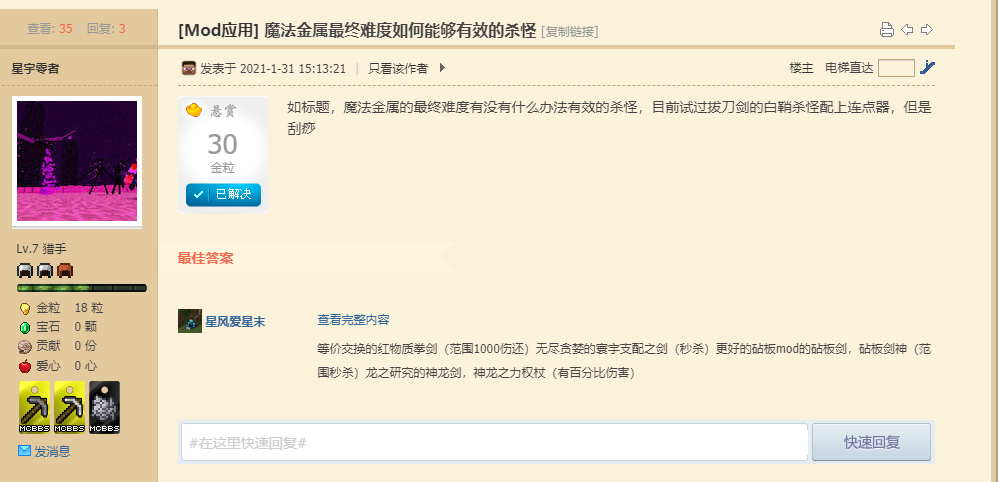 查看: 35 回复: 3
[Mod应用] 魔法金属最终难度如何能够有效的杀怪 [复制链接]
星宇零者
发表于 2021-1-31 15:13:21 | 只看该作者
楼主 电梯直达
悬赏
30
金粒
已解决
如标题，魔法金属的最终难度有没有什么办法有效的杀怪，目前试过拔刀剑的白鞘杀怪配上连点器，但是
刮痧
Lv.7 猎手
金粒 18 粒
宝石 0 颗
贡献 0 份
爱心 0 心
MCBBS MCBBS MCBBS
发消息
最佳答案
星风爱星末
查看完整内容
等价交换的红物质拳剑（范围1000伤还）无尽贪婪的寰宇支配之剑（秒杀）更好的砧板mod的砧板剑，砧板剑神（范
围秒杀）龙之研究的神龙剑，神龙之力权杖（有百分比伤害）
#在这里快速回复#
快速回复